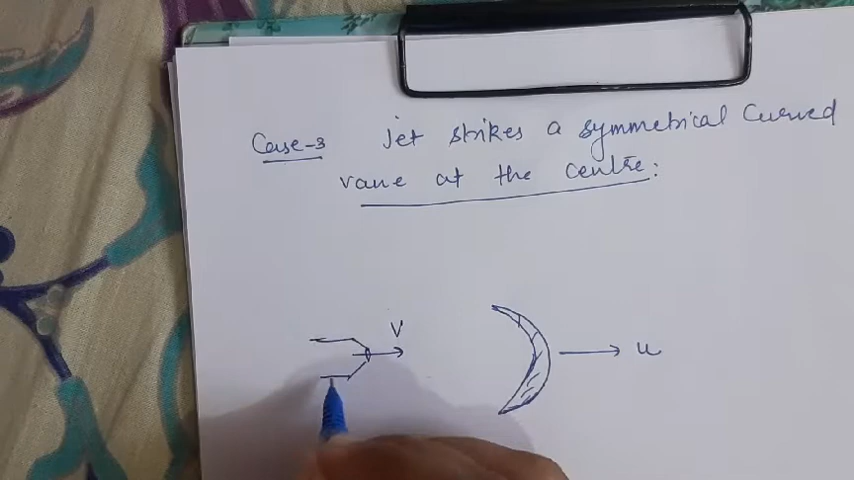 Case-3 jet strikes a symmetrical Curved
vane at the centre:
V
u